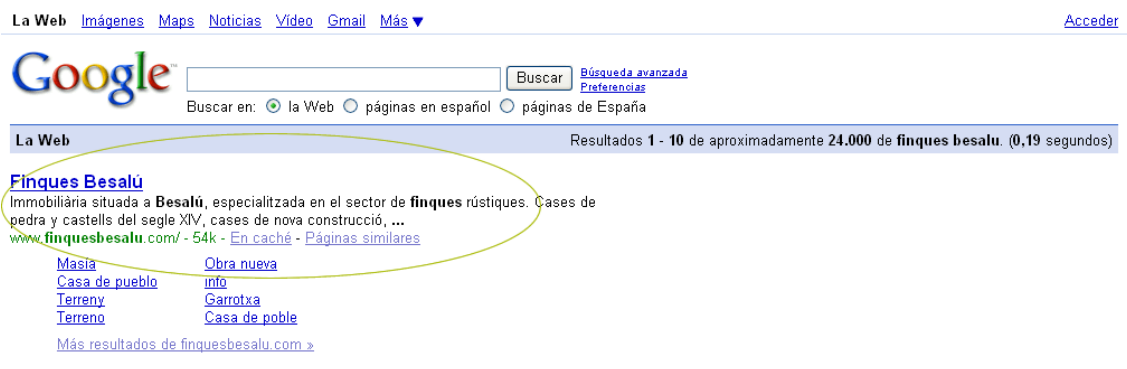 La Web Imágenes Maps Noticias Vídeo Gmail Más ▼ Acceder
Google™ Buscar Búsqueda avanzada
Preferencias
Buscar en: la Web páginas en español páginas de España
La Web Resultados 1 - 10 de aproximadamente 24.000 de finques besalu. (0,19 segundos)
Finques Besalú
Immobiliària situada a Besalú, especialitzada en el sector de finques rústiques. Cases de
pedra y castells del segle XIV, cases de nova construcció, ...
www.finquesbesalu.com/ - 54k - En caché - Páginas similares
Masía Obra nueva
Casa de pueblo info
Terreny Garrotxa
Terreno Casa de poble
Más resultados de finquesbesalu.com »